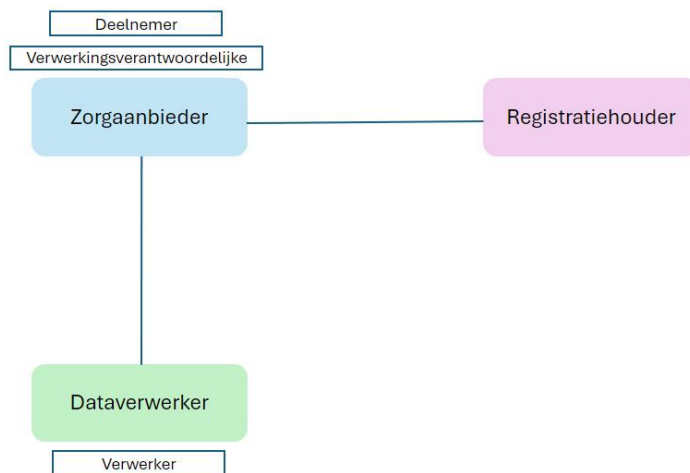 Deelnemer
Verwerkingsverantwoordelijke
Zorgaanbieder
Registratiehouder
Dataverwerker
Verwerker